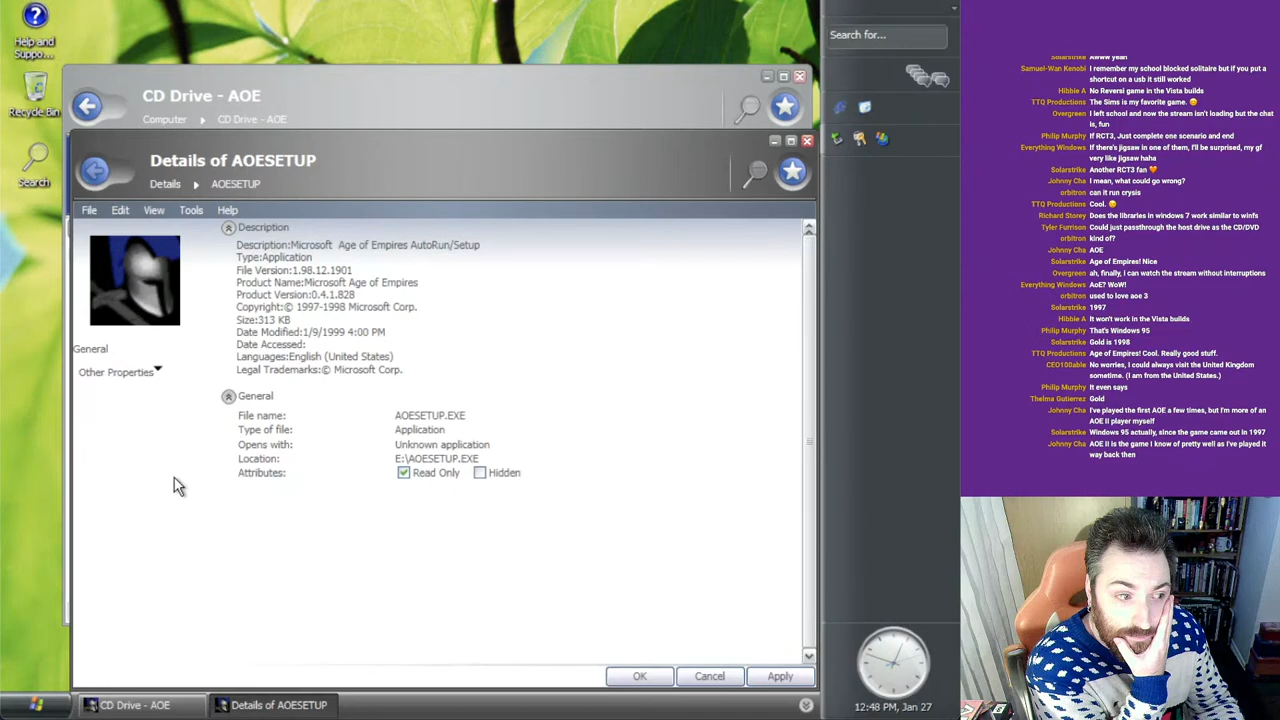 Help and
Suppo...
Recycle Bin
Search
CD Drive - AOE
Computer
CD Drive - AOE
Details of AOESETUP
Details
AOESETUP
File
Edit
View
Tools
Help
General
Other Properties
Description
Description:Microsoft Age of Empires AutoRun/Setup
Type:Application
File Version:1.98.12.1901
Product Name:Microsoft Age of Empires
Product Version:0.4.1.828
Copyright:© 1997-1998 Microsoft Corp.
Size:313 KB
Date Modified:1/9/1999 4:00 PM
Date Accessed:
Languages:English (United States)
Legal Trademarks:© Microsoft Corp.
General
File name: AOESETUP.EXE
Type of file: Application
Opens with: Unknown application
Location: E:\AOESETUP.EXE
Attributes: Read Only Hidden
OK
Cancel
Apply
CD Drive - AOE
Details of AOESETUP
Search for...
12:48 PM, Jan 27
Solarstrike Awww yeah
Samuel-Wan Kenobi I remember my school blocked solitaire but if you put a
shortcut on a usb it still worked
Hibbie A No Reversi game in the Vista builds
TTQ Productions The Sims is my favorite game. 😊
Overgreen I left school and now the stream isn't loading but the chat
is, fun
Philip Murphy If RCT3, Just complete one scenario and end
Everything Windows If there's jigsaw in one of them, I'll be surprised, my gf
very like jigsaw haha
Solarstrike Another RCT3 fan 🧡
Johnny Cha I mean, what could go wrong?
orbitron can it run crysis
TTQ Productions Cool. 😊
Richard Storey Does the libraries in windows 7 work similar to winfs
Tyler Furrison Could just passthrough the host drive as the CD/DVD
orbitron kind of?
Johnny Cha AOE
Solarstrike Age of Empires! Nice
Overgreen ah, finally, I can watch the stream without interruptions
Everything Windows AoE? WoW!
orbitron used to love aoe 3
Solarstrike 1997
Hibbie A It won't work in the Vista builds
Philip Murphy That's Windows 95
Solarstrike Gold is 1998
TTQ Productions Age of Empires! Cool. Really good stuff.
CEO100able No worries, I could always visit the United Kingdom
sometime. (I am from the United States.)
Philip Murphy It even says
Thelma Gutierrez Gold
Johnny Cha I've played the first AOE a few times, but I'm more of an
AOE II player myself
Solarstrike Windows 95 actually, since the game came out in 1997
Johnny Cha AOE II is the game I know of pretty well as I've played it
way back then